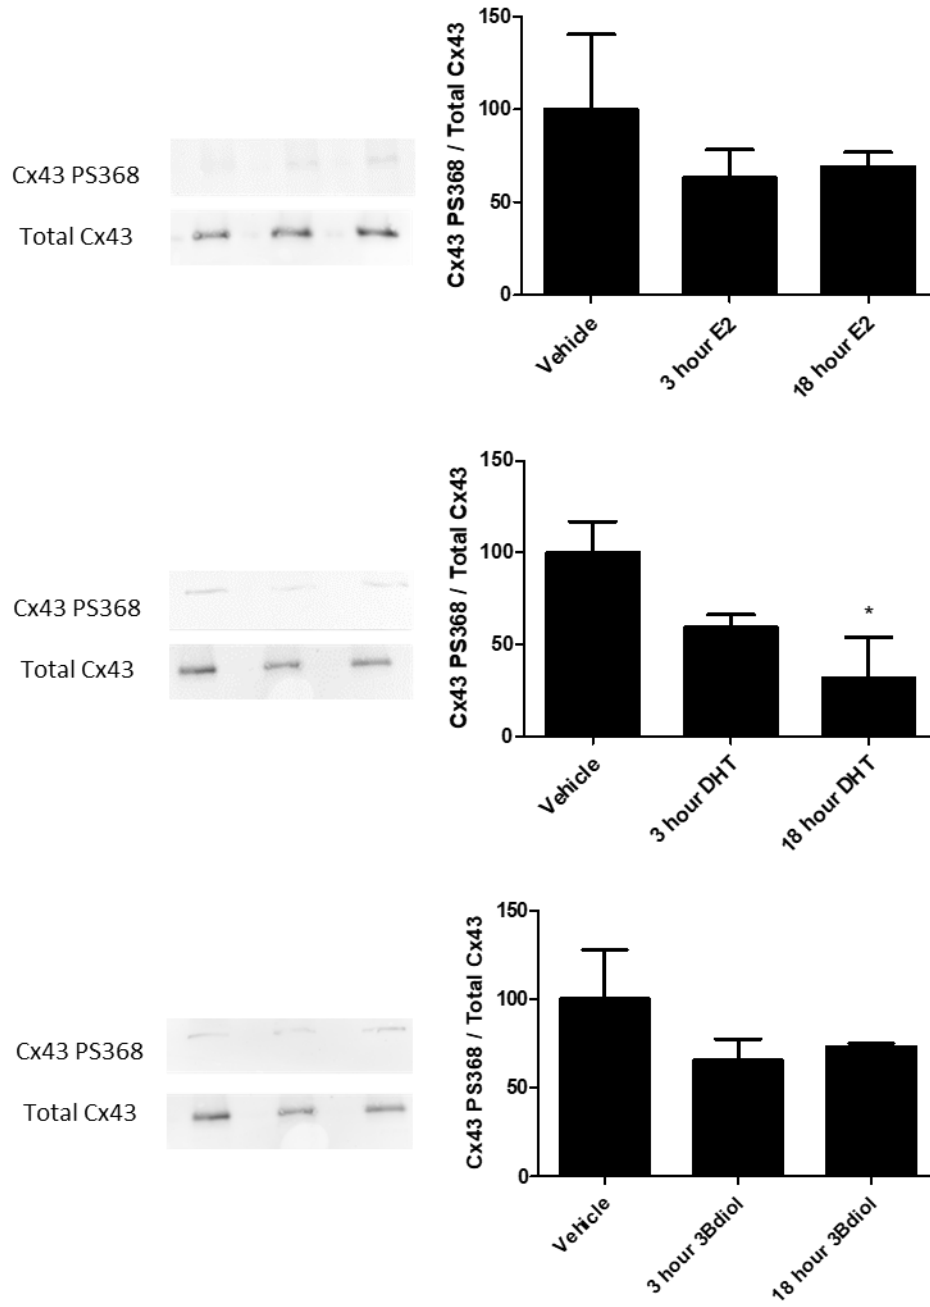 Cx43 PS368
Total Cx43
Cx43 PS368 / Total Cx43
150
100
50
0
Vehicle
3 hour E2
18 hour E2
Cx43 PS368
Total Cx43
Cx43 PS368 / Total Cx43
150
100
50
0
*
Vehicle
3 hour DHT
18 hour DHT
Cx43 PS368
Total Cx43
Cx43 PS368 / Total Cx43
150
100
50
0
Vehicle
3 hour 3Bdiol
18 hour 3Bdiol